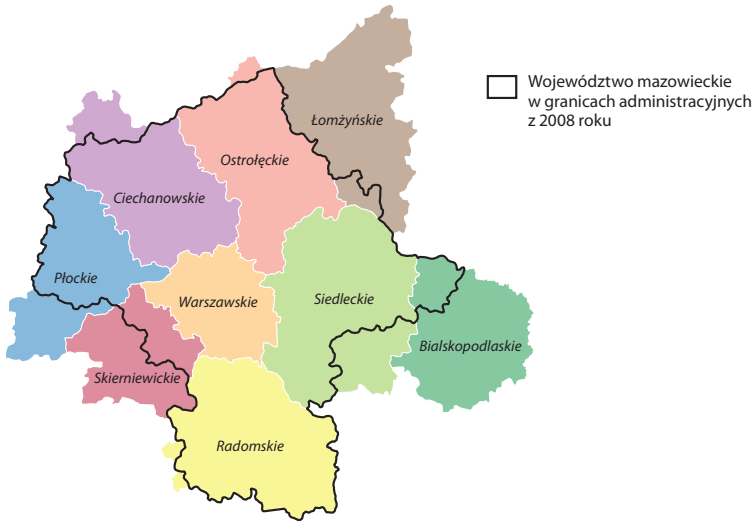 Województwo mazowieckie
w granicach administracyjnych
z 2008 roku
Łomżyńskie
Ostrołęckie
Ciechanowskie
Płockie
Warszawskie
Siedleckie
Bialskopodlaskie
Skierniewickie
Radomskie